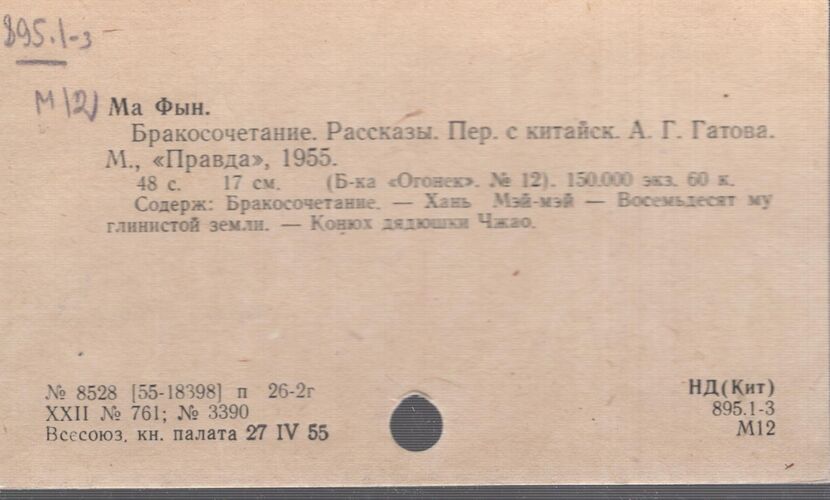 895.1-3
М12 Ма Фын.
Бракосочетание. Рассказы. Пер. с китайск. А. Г. Гатова.
М., «Правда», 1955.
48 с. 17 см. (Б-ка «Огонек». № 12). 150.000 экз. 60 к.
Содерж: Бракосочетание. — Хань Мэй-мэй — Восемьдесят му
глинистой земли. — Конюх дядюшки Чжао.
№ 8528 [55-18398] п 26-2г
XXII № 761; № 3390
Всесоюз. кн. палата 27 IV 55
НД(Кит)
895.1-3
М12